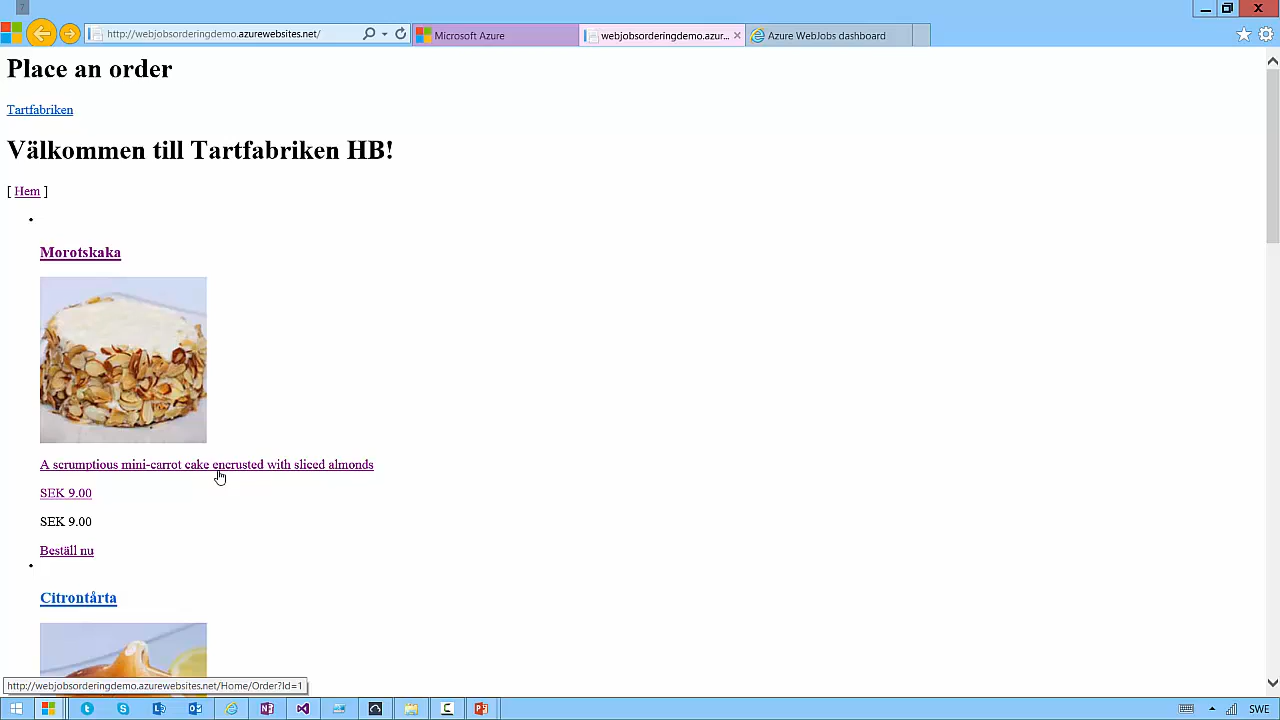 ?
http://webjobsorderingdemo.azurewebsites.net/
Microsoft Azure
webjobsorderingdemo.azur...
Azure WebJobs dashboard
Place an order
Tartfabriken
Välkommen till Tartfabriken HB!
[ Hem ]
Morotskaka
A scrumptious mini-carrot cake encrusted with sliced almonds
SEK 9.00
SEK 9.00
Beställ nu
Citrontårta
http://webjobsorderingdemo.azurewebsites.net/Home/Order?Id=1
SWE